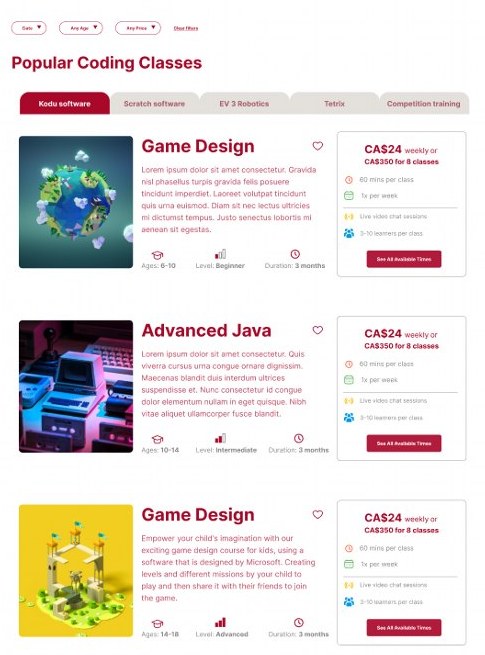 Date
Any Age
Any Price
Clear filters
Popular Coding Classes
Kodu software
Scratch software
EV 3 Robotics
Tetrix
Competition training
Game Design
Lorem ipsum dolor sit amet consectetur. Gravida
nisl phasellus turpis gravida felis posuere
tincidunt imperdiet. Laoreet volutpat tincidunt
quis urna euismod. Diam sit nec lectus ultricies
mi dictumst tempus. Justo senectus lobortis mi
aenean sit egestas.
Ages: 6-10
Level: Beginner
Duration: 3 months
CA$24 weekly or
CA$350 for 8 classes
60 mins per class
1x per week
Live video chat sessions
3-10 learners per class
See All Available Times
Advanced Java
Lorem ipsum dolor sit amet consectetur. Quis
viverra cursus urna congue ornare dignissim.
Maecenas blandit duis interdum ultrices
suspendisse et. Nunc consectetur id congue
dolor elementum nullam in eget quisque. Nibh
vitae aliquet ullamcorper fusce blandit.
Ages: 10-14
Level: Intermediate
Duration: 3 months
CA$24 weekly or
CA$350 for 8 classes
60 mins per class
1x per week
Live video chat sessions
3-10 learners per class
See All Available Times
Game Design
Empower your child's imagination with our
exciting game design course for kids, using a
software that is designed by Microsoft. Creating
levels and different missions by your child to
play and then share it with their friends to join
the game.
Ages: 14-18
Level: Advanced
Duration: 3 months
CA$24 weekly or
CA$350 for 8 classes
60 mins per class
1x per week
Live video chat sessions
3-10 learners per class
See All Available Times